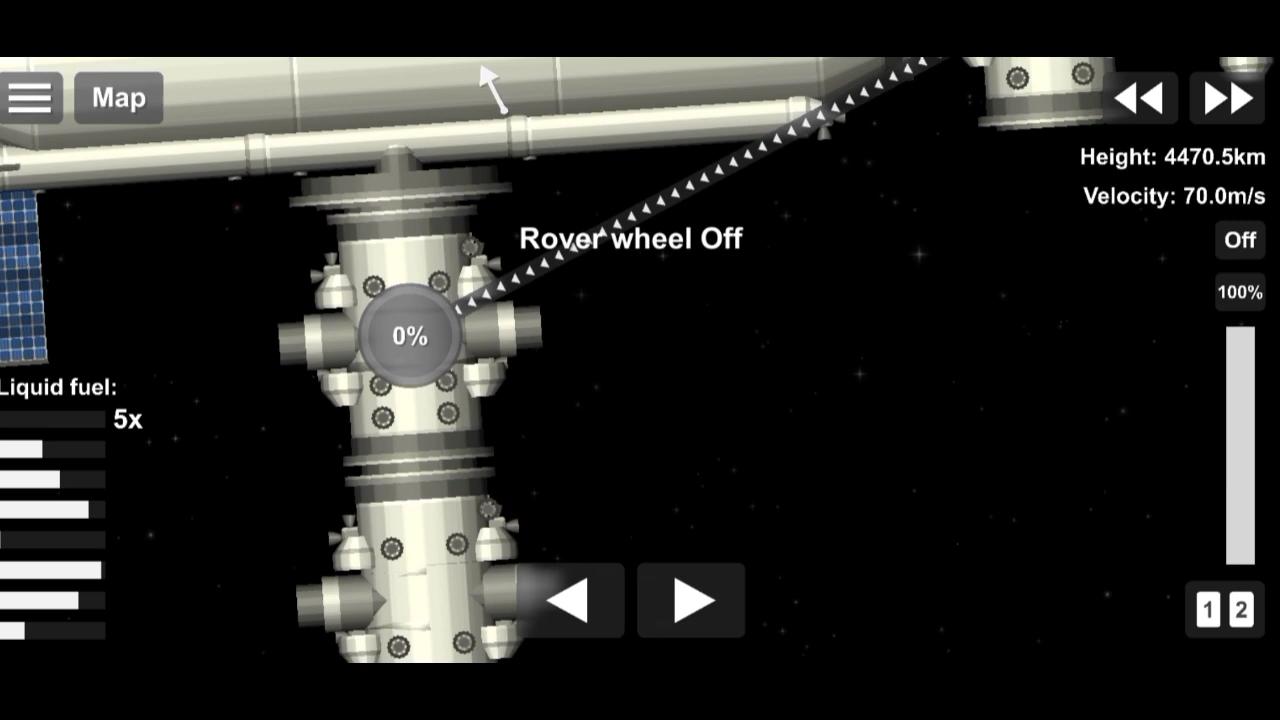 Map
Height: 4470.5km
Velocity: 70.0m/s
Rover wheel Off
Off
100%
0%
Liquid fuel:
5x
1 2